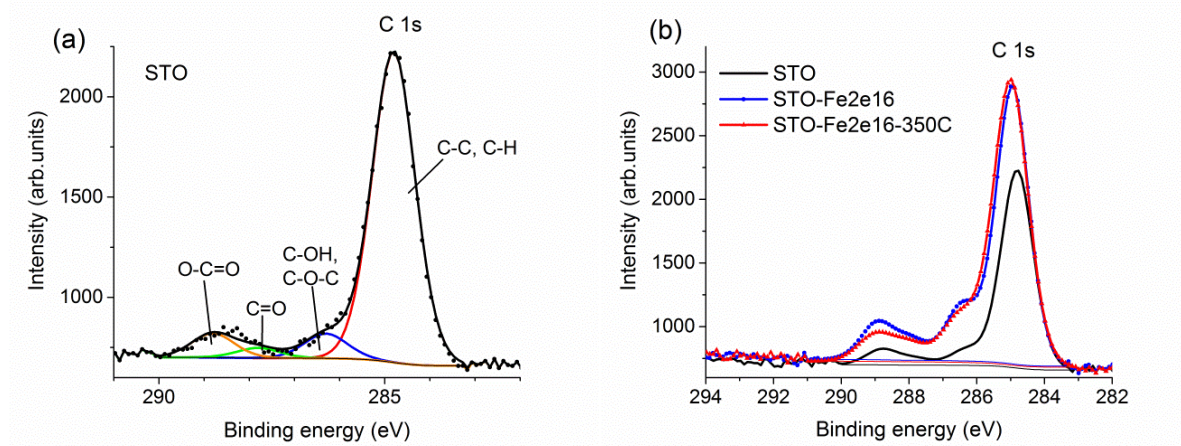 (a)
C 1s
STO
2000
1500
1000
Intensity (arb.units)
C-C, C-H
O-C=O
C=O
C-OH,
C-O-C
290
285
Binding energy (eV)
(b)
C 1s
STO
STO-Fe2e16
STO-Fe2e16-350C
3000
2500
2000
1500
1000
Intensity (arb.units)
294
292
290
288
286
284
282
Binding energy (eV)